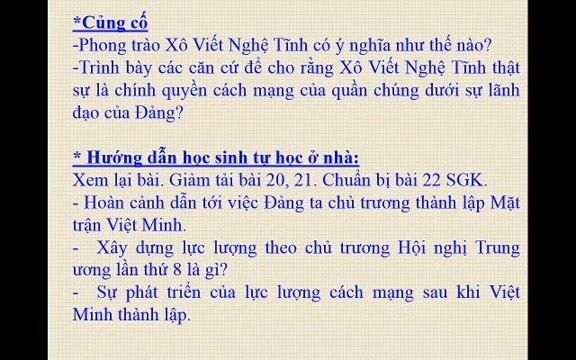 *Củng cố
-Phong trào Xô Viết Nghệ Tĩnh có ý nghĩa như thế nào?
-Trình bày các căn cứ để cho rằng Xô Viết Nghệ Tĩnh thật
sự là chính quyền cách mạng của quần chúng dưới sự lãnh
đạo của Đảng?
* Hướng dẫn học sinh tự học ở nhà:
Xem lại bài. Giảm tải bài 20, 21. Chuẩn bị bài 22 SGK.
- Hoàn cảnh dẫn tới việc Đảng ta chủ trương thành lập Mặt
trận Việt Minh.
- Xây dựng lực lượng theo chủ trương Hội nghị Trung
ương lần thứ 8 là gì?
- Sự phát triển của lực lượng cách mạng sau khi Việt
Minh thành lập.